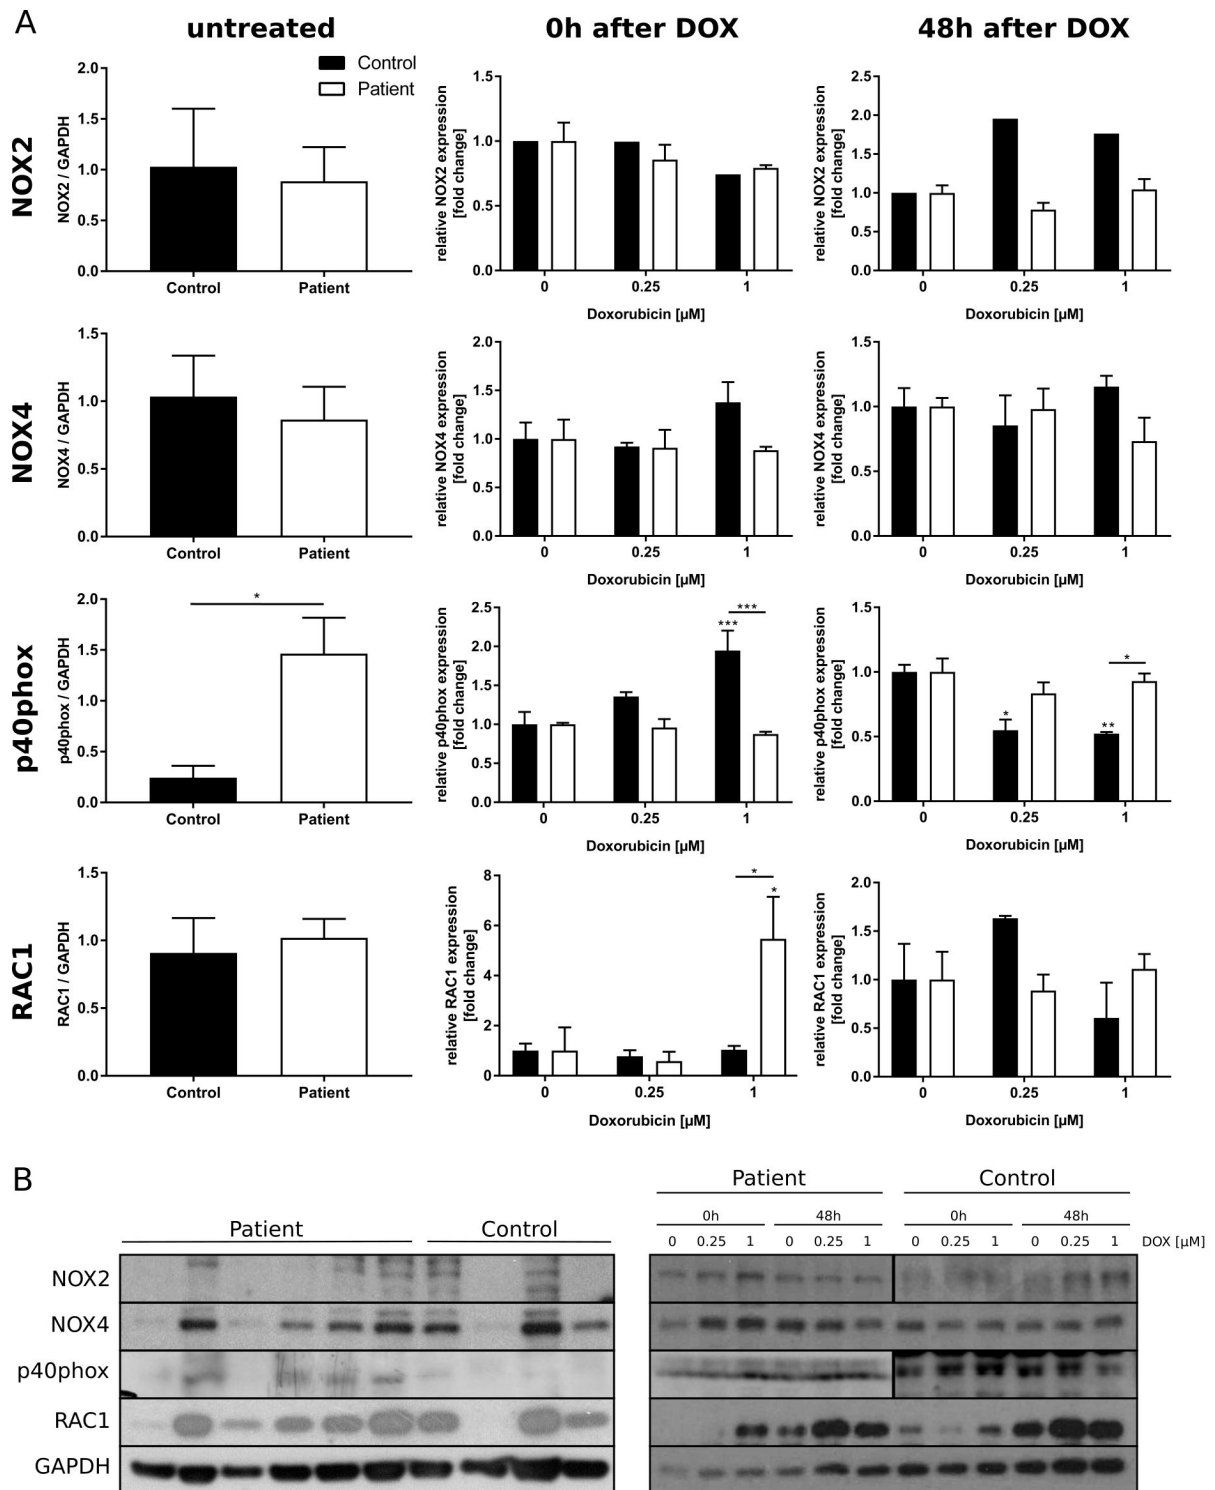 A
untreated
0h after DOX
48h after DOX
Control
Patient
NOX2
NOX2 / GAPDH
2.0
1.5
1.0
0.5
0.0
Control Patient
relative NOX2 expression
[fold change]
1.5
1.0
0.5
0.0
0 0.25 1
Doxorubicin [µM]
relative NOX2 expression
[fold change]
2.5
2.0
1.5
1.0
0.5
0.0
0 0.25 1
Doxorubicin [µM]
NOX4
NOX4 / GAPDH
1.5
1.0
0.5
0.0
Control Patient
relative NOX4 expression
[fold change]
2.0
1.5
1.0
0.5
0.0
0 0.25 1
Doxorubicin [µM]
relative NOX4 expression
[fold change]
1.5
1.0
0.5
0.0
0 0.25 1
Doxorubicin [µM]
p40phox
p40phox / GAPDH
2.0
1.5
1.0
0.5
0.0
*
Control Patient
relative p40phox expression
[fold change]
2.5
2.0
1.5
1.0
0.5
0.0
***
***
0 0.25 1
Doxorubicin [µM]
relative p40phox expression
[fold change]
1.5
1.0
0.5
0.0
*
*
**
0 0.25 1
Doxorubicin [µM]
RAC1
RAC1 / GAPDH
1.5
1.0
0.5
0.0
Control Patient
relative RAC1 expression
[fold change]
8
6
4
2
0
*
*
0 0.25 1
Doxorubicin [µM]
relative RAC1 expression
[fold change]
2.0
1.5
1.0
0.5
0.0
0 0.25 1
Doxorubicin [µM]
B
Patient Control
NOX2
NOX4
p40phox
RAC1
GAPDH
Patient Control
0h 48h 0h 48h
0 0.25 1 0 0.25 1 0 0.25 1 0 0.25 1 DOX [µM]